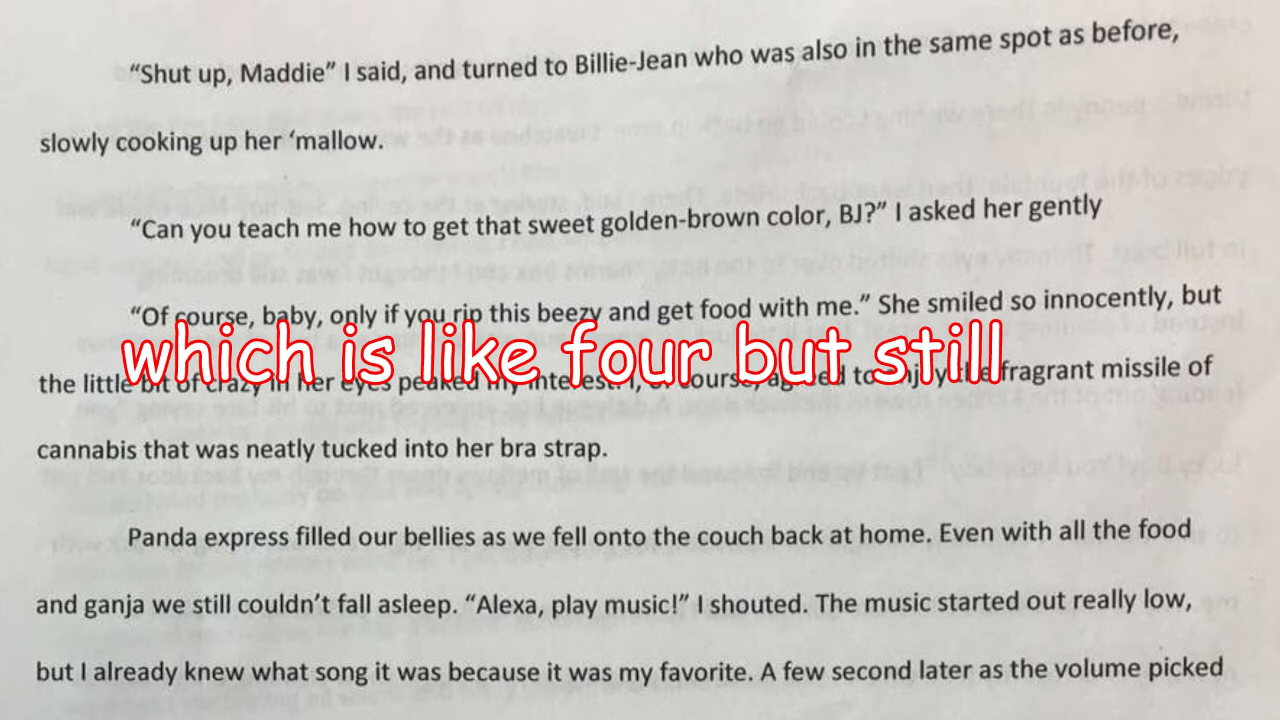 “Shut up, Maddie” I said, and turned to Billie-Jean who was also in the same spot as before,
slowly cooking up her ‘mallow.
“Can you teach me how to get that sweet golden-brown color, BJ?” I asked her gently
“Of course, baby, only if you rip this beezy and get food with me.” She smiled so innocently, but
which is like four but still
the little bit of crazy in her eyes peaked my interest. I, of course, agreed to enjoy the fragrant missile of
cannabis that was neatly tucked into her bra strap.
Panda express filled our bellies as we fell onto the couch back at home. Even with all the food
and ganja we still couldn’t fall asleep. “Alexa, play music!” I shouted. The music started out really low,
but I already knew what song it was because it was my favorite. A few second later as the volume picked